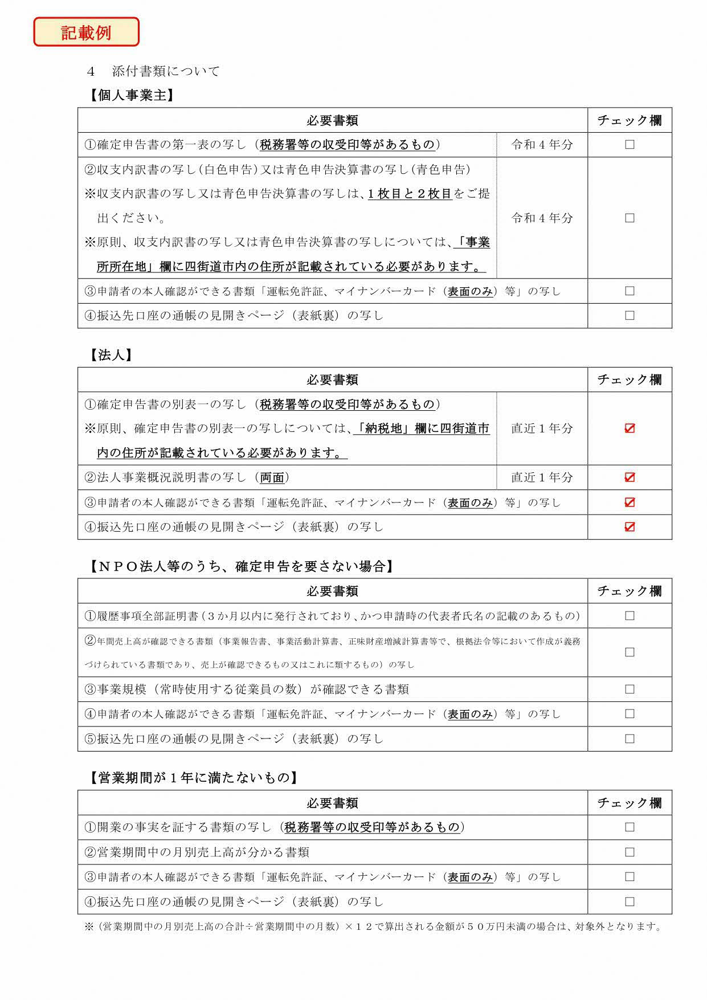 記載例
４　添付書類について
【個人事業主】
必要書類　チェック欄
①確定申告書の第一表の写し（税務署等の収受印等があるもの）　令和４年分　□
②収支内訳書の写し（白色申告）又は青色申告決算書の写し（青色申告）
※収支内訳書の写し又は青色申告決算書の写しは、１枚目と２枚目をご提
出ください。　令和４年分　□
※原則、収支内訳書の写し又は青色申告決算書の写しについては、「事業
所所在地」欄に四街道市内の住所が記載されている必要があります。
③申請者の本人確認ができる書類「運転免許証、マイナンバーカード（表面のみ）等」の写し　□
④振込先口座の通帳の見開きページ（表紙裏）の写し　□
【法人】
必要書類　チェック欄
①確定申告書の別表一の写し（税務署等の収受印等があるもの）
※原則、確定申告書の別表一の写しについては、「納税地」欄に四街道市　直近１年分　☑
内の住所が記載されている必要があります。
②法人事業概況説明書の写し（両面）　直近１年分　☑
③申請者の本人確認ができる書類「運転免許証、マイナンバーカード（表面のみ）等」の写し　☑
④振込先口座の通帳の見開きページ（表紙裏）の写し　☑
【ＮＰＯ法人等のうち、確定申告を要さない場合】
必要書類　チェック欄
①履歴事項全部証明書（３か月以内に発行されており、かつ申請時の代表者氏名の記載のあるもの）　□
②年間売上高が確認できる書類（事業報告書、事業活動計算書、正味財産増減計算書等で、根拠法令等において作成が義務
づけられている書類であり、売上が確認できるもの又はこれに類するもの）の写し　□
③事業規模（常時使用する従業員の数）が確認できる書類　□
④申請者の本人確認ができる書類「運転免許証、マイナンバーカード（表面のみ）等」の写し　□
⑤振込先口座の通帳の見開きページ（表紙裏）の写し　□
【営業期間が１年に満たないもの】
必要書類　チェック欄
①開業の事実を証する書類の写し（税務署等の収受印等があるもの）　□
②営業期間中の月別売上高が分かる書類　□
③申請者の本人確認ができる書類「運転免許証、マイナンバーカード（表面のみ）等」の写し　□
④振込先口座の通帳の見開きページ（表紙裏）の写し　□
※（営業期間中の月別売上高の合計÷営業期間中の月数）×１２で算出される金額が５０万円未満の場合は、対象外となります。